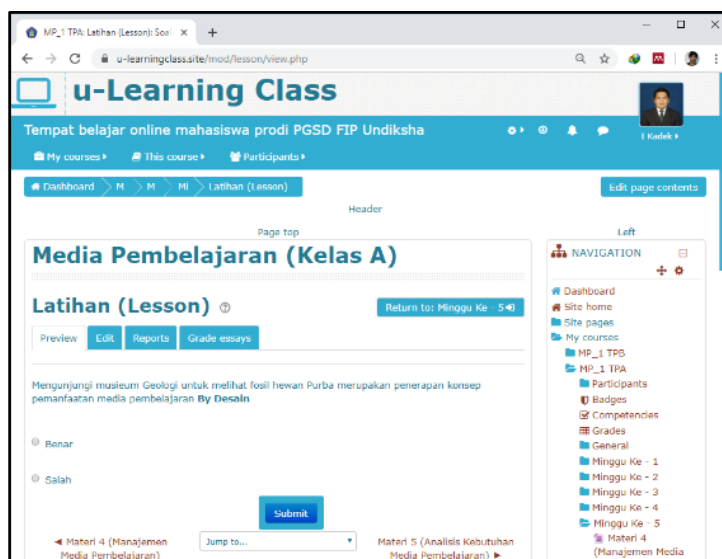 MP_1 TPA: Latihan (Lesson): Soal
u-learningclass.site/mod/lesson/view.php
u-Learning Class
Tempat belajar online mahasiswa prodi PGSD FIP Undiksha
I Kadek
My courses
This course
Participants
Dashboard
M
M
Mi
Latihan (Lesson)
Edit page contents
Header
Page top
Left
Media Pembelajaran (Kelas A)
Latihan (Lesson)
Return to: Minggu Ke - 5
Preview
Edit
Reports
Grade essays
Mengunjungi musieum Geologi untuk melihat fosil hewan Purba merupakan penerapan konsep
pemanfaatan media pembelajaran By Desain
Benar
Salah
Submit
◄ Materi 4 (Manajemen
Media Pembelajaran)
Jump to...
Materi 5 (Analisis Kebutuhan
Media Pembelajaran) ►
NAVIGATION
Dashboard
Site home
Site pages
My courses
MP_1 TPB
MP_1 TPA
Participants
Badges
Competencies
Grades
General
Minggu Ke - 1
Minggu Ke - 2
Minggu Ke - 3
Minggu Ke - 4
Minggu Ke - 5
Materi 4
(Manajemen Media